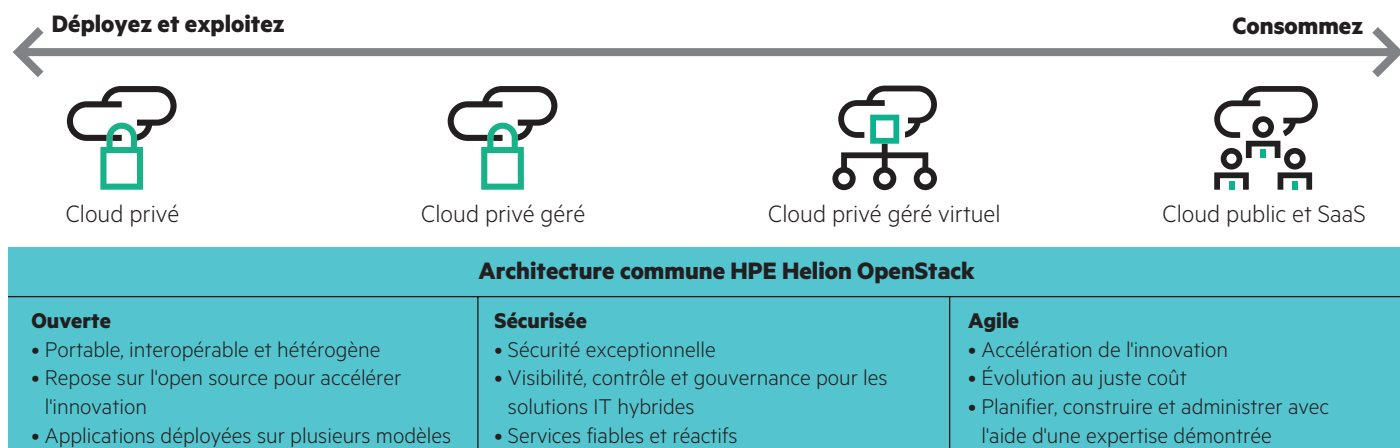 Déployez et exploitez
Consommez
Cloud privé
Cloud privé géré
Cloud privé géré virtuel
Cloud public et SaaS
Architecture commune HPE Helion OpenStack
Ouverte
• Portable, interopérable et hétérogène
• Repose sur l'open source pour accélérer
l'innovation
• Applications déployées sur plusieurs modèles
Sécurisée
• Sécurité exceptionnelle
• Visibilité, contrôle et gouvernance pour les
solutions IT hybrides
• Services fiables et réactifs
Agile
• Accélération de l'innovation
• Évolution au juste coût
• Planifier, construire et administrer avec
l'aide d'une expertise démontrée